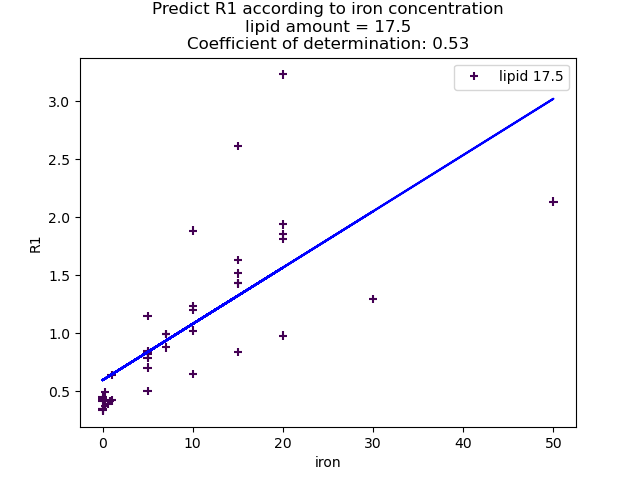 Predict R1 according to iron concentration
lipid amount = 17.5
Coefficient of determination: 0.53
lipid 17.5
3.0
2.5
2.0
R1
1.5
1.0
0.5
0 10 20 30 40 50
iron